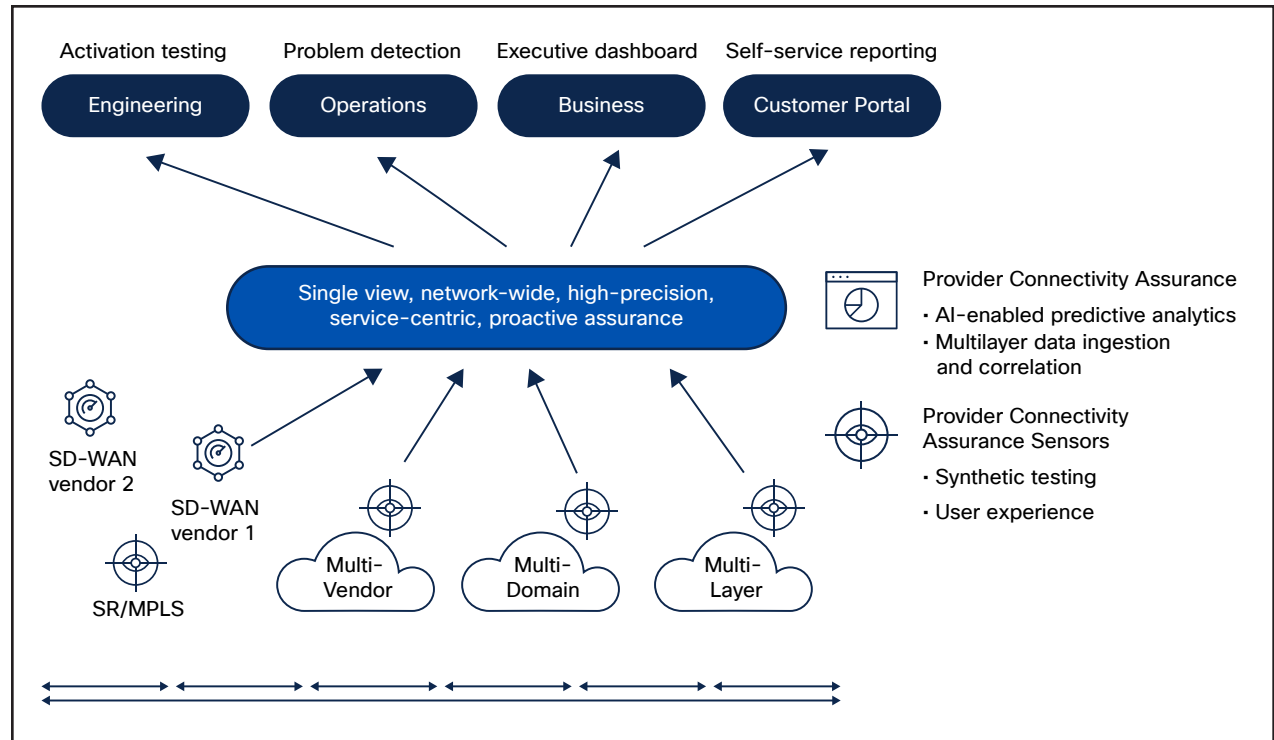 Activation testing
Problem detection
Executive dashboard
Self-service reporting
Engineering
Operations
Business
Customer Portal
Single view, network-wide, high-precision,
service-centric, proactive assurance
Provider Connectivity Assurance
· AI-enabled predictive analytics
· Multilayer data ingestion
and correlation
Provider Connectivity
Assurance Sensors
· Synthetic testing
· User experience
SD-WAN
vendor 2
SD-WAN
vendor 1
SR/MPLS
Multi-
Vendor
Multi-
Domain
Multi-
Layer